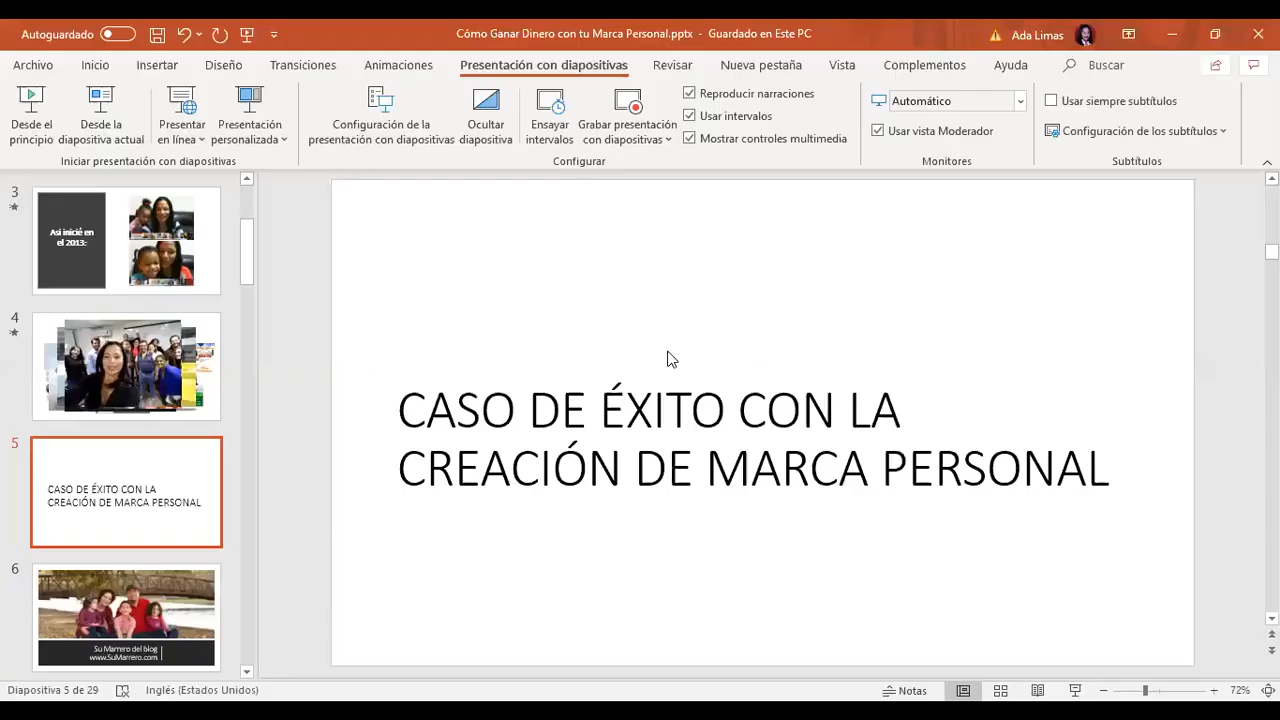 Autoguardado
Cómo Ganar Dinero con tu Marca Personal.pptx - Guardado en Este PC
Ada Limas
Archivo
Inicio
Insertar
Diseño
Transiciones
Animaciones
Presentación con diapositivas
Revisar
Nueva pestaña
Vista
Complementos
Ayuda
Buscar
Desde el
principio
Desde la
diapositiva actual
Presentar
en línea
Presentación
personalizada
Iniciar presentación con diapositivas
Configuración de la
presentación con diapositivas
Ocultar
diapositiva
Ensayar
intervalos
Grabar presentación
con diapositivas
Reproducir narraciones
Usar intervalos
Mostrar controles multimedia
Configurar
Automático
Usar vista Moderador
Monitores
Usar siempre subtítulos
Configuración de los subtítulos
Subtítulos
3
Asi inicié en
el 2013:
4
5
CASO DE ÉXITO CON LA
CREACIÓN DE MARCA PERSONAL
6
Su Marrero del blog
www.SuMarrero.com
CASO DE ÉXITO CON LA
CREACIÓN DE MARCA PERSONAL
Diapositiva 5 de 29
Inglés (Estados Unidos)
Notas
72%